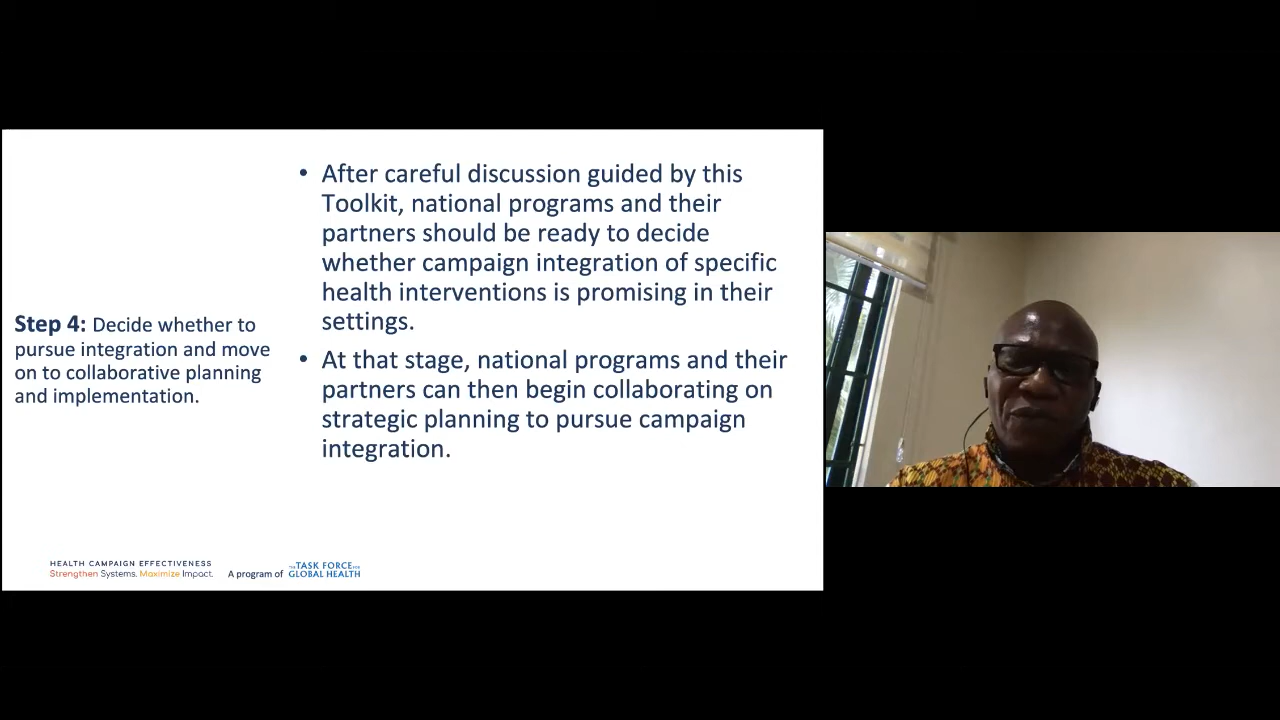 Step 4: Decide whether to
pursue integration and move
on to collaborative planning
and implementation.
• After careful discussion guided by this
Toolkit, national programs and their
partners should be ready to decide
whether campaign integration of specific
health interventions is promising in their
settings.
• At that stage, national programs and their
partners can then begin collaborating on
strategic planning to pursue campaign
integration.
HEALTH CAMPAIGN EFFECTIVENESS
Strengthen Systems. Maximize Impact.
A program of
THE TASK FORCE FOR
GLOBAL HEALTH